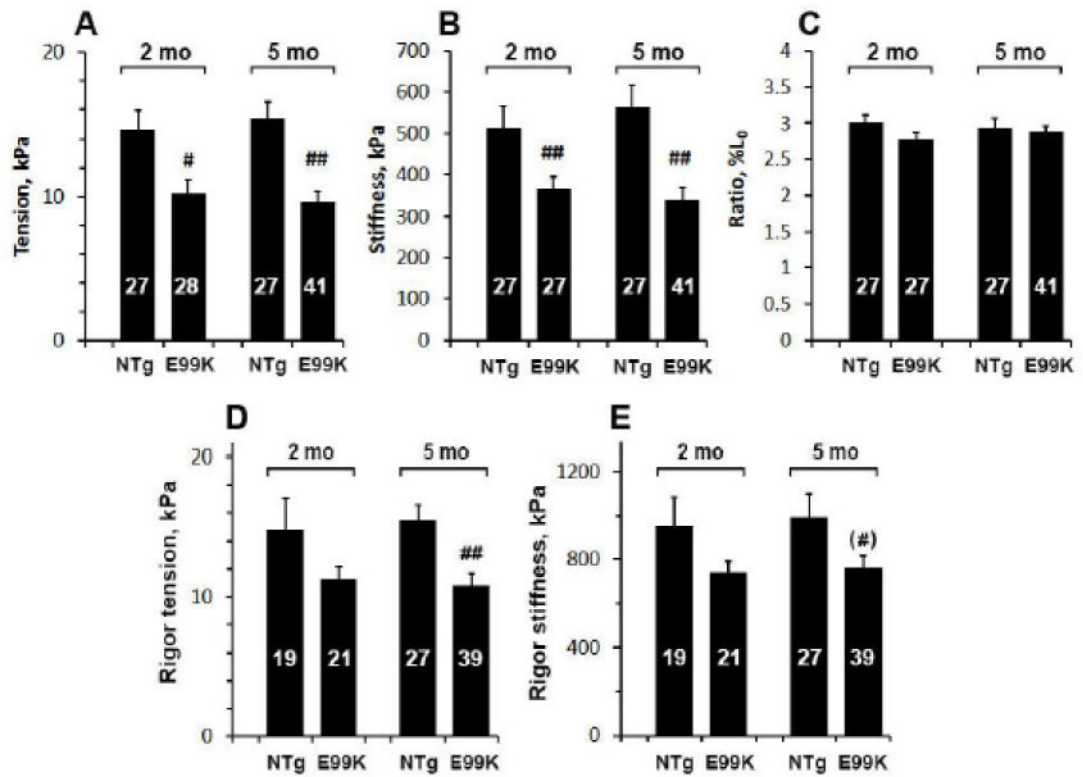 A
B
C
20
2 mo
5 mo
700
2 mo
5 mo
4
2 mo
5 mo
600
3.5
500
3
#
##
##
##
400
2.5
10
2
300
1.5
200
1
100
0.5
0
0
0
Tension, kPa
Stiffness, kPa
Ratio, %L₀
27 28 27 41
27 27 27 41
27 27 27 41
NTg E99K NTg E99K
NTg E99K NTg E99K
NTg E99K NTg E99K
D
E
20
2 mo
5 mo
1200
2 mo
5 mo
##
(#)
800
10
400
0
0
Rigor tension, kPa
Rigor stiffness, kPa
19 21 27 39
19 21 27 39
NTg E99K NTg E99K
NTg E99K NTg E99K